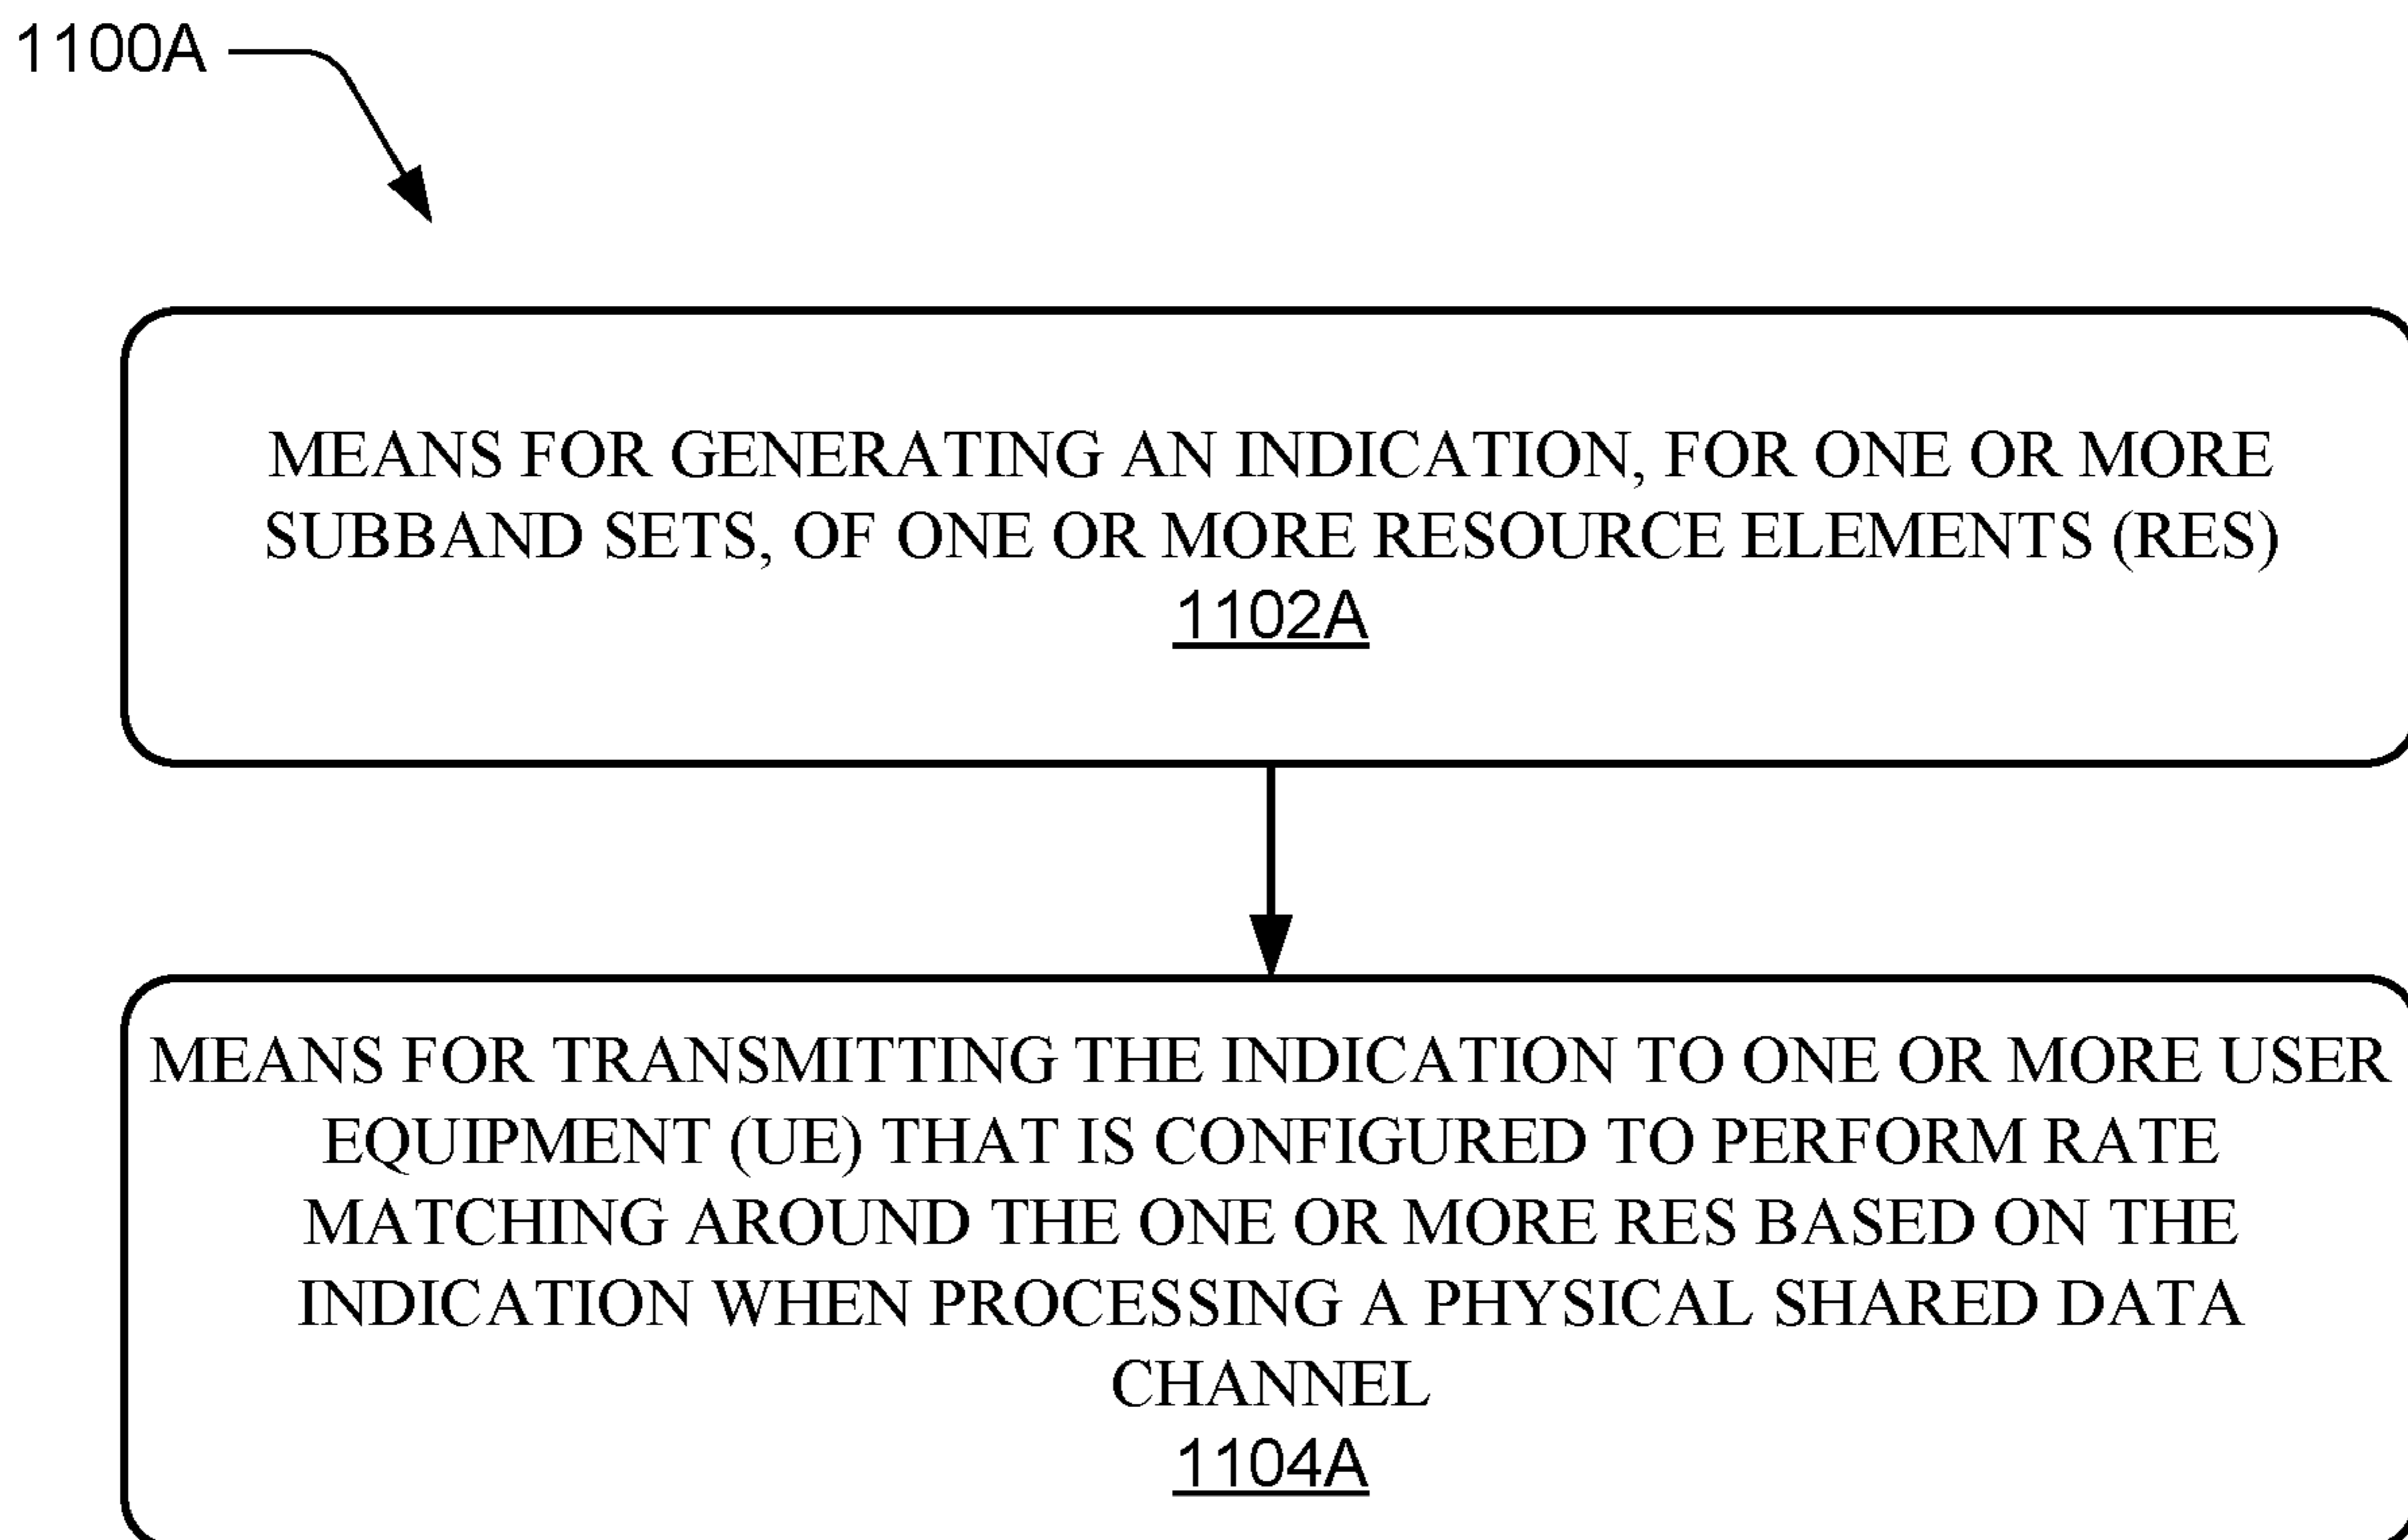 1100A
MEANS FOR GENERATING AN INDICATION, FOR ONE OR MORE
SUBBAND SETS, OF ONE OR MORE RESOURCE ELEMENTS (RES)
1102A
MEANS FOR TRANSMITTING THE INDICATION TO ONE OR MORE USER
EQUIPMENT (UE) THAT IS CONFIGURED TO PERFORM RATE
MATCHING AROUND THE ONE OR MORE RES BASED ON THE
INDICATION WHEN PROCESSING A PHYSICAL SHARED DATA
CHANNEL
1104A